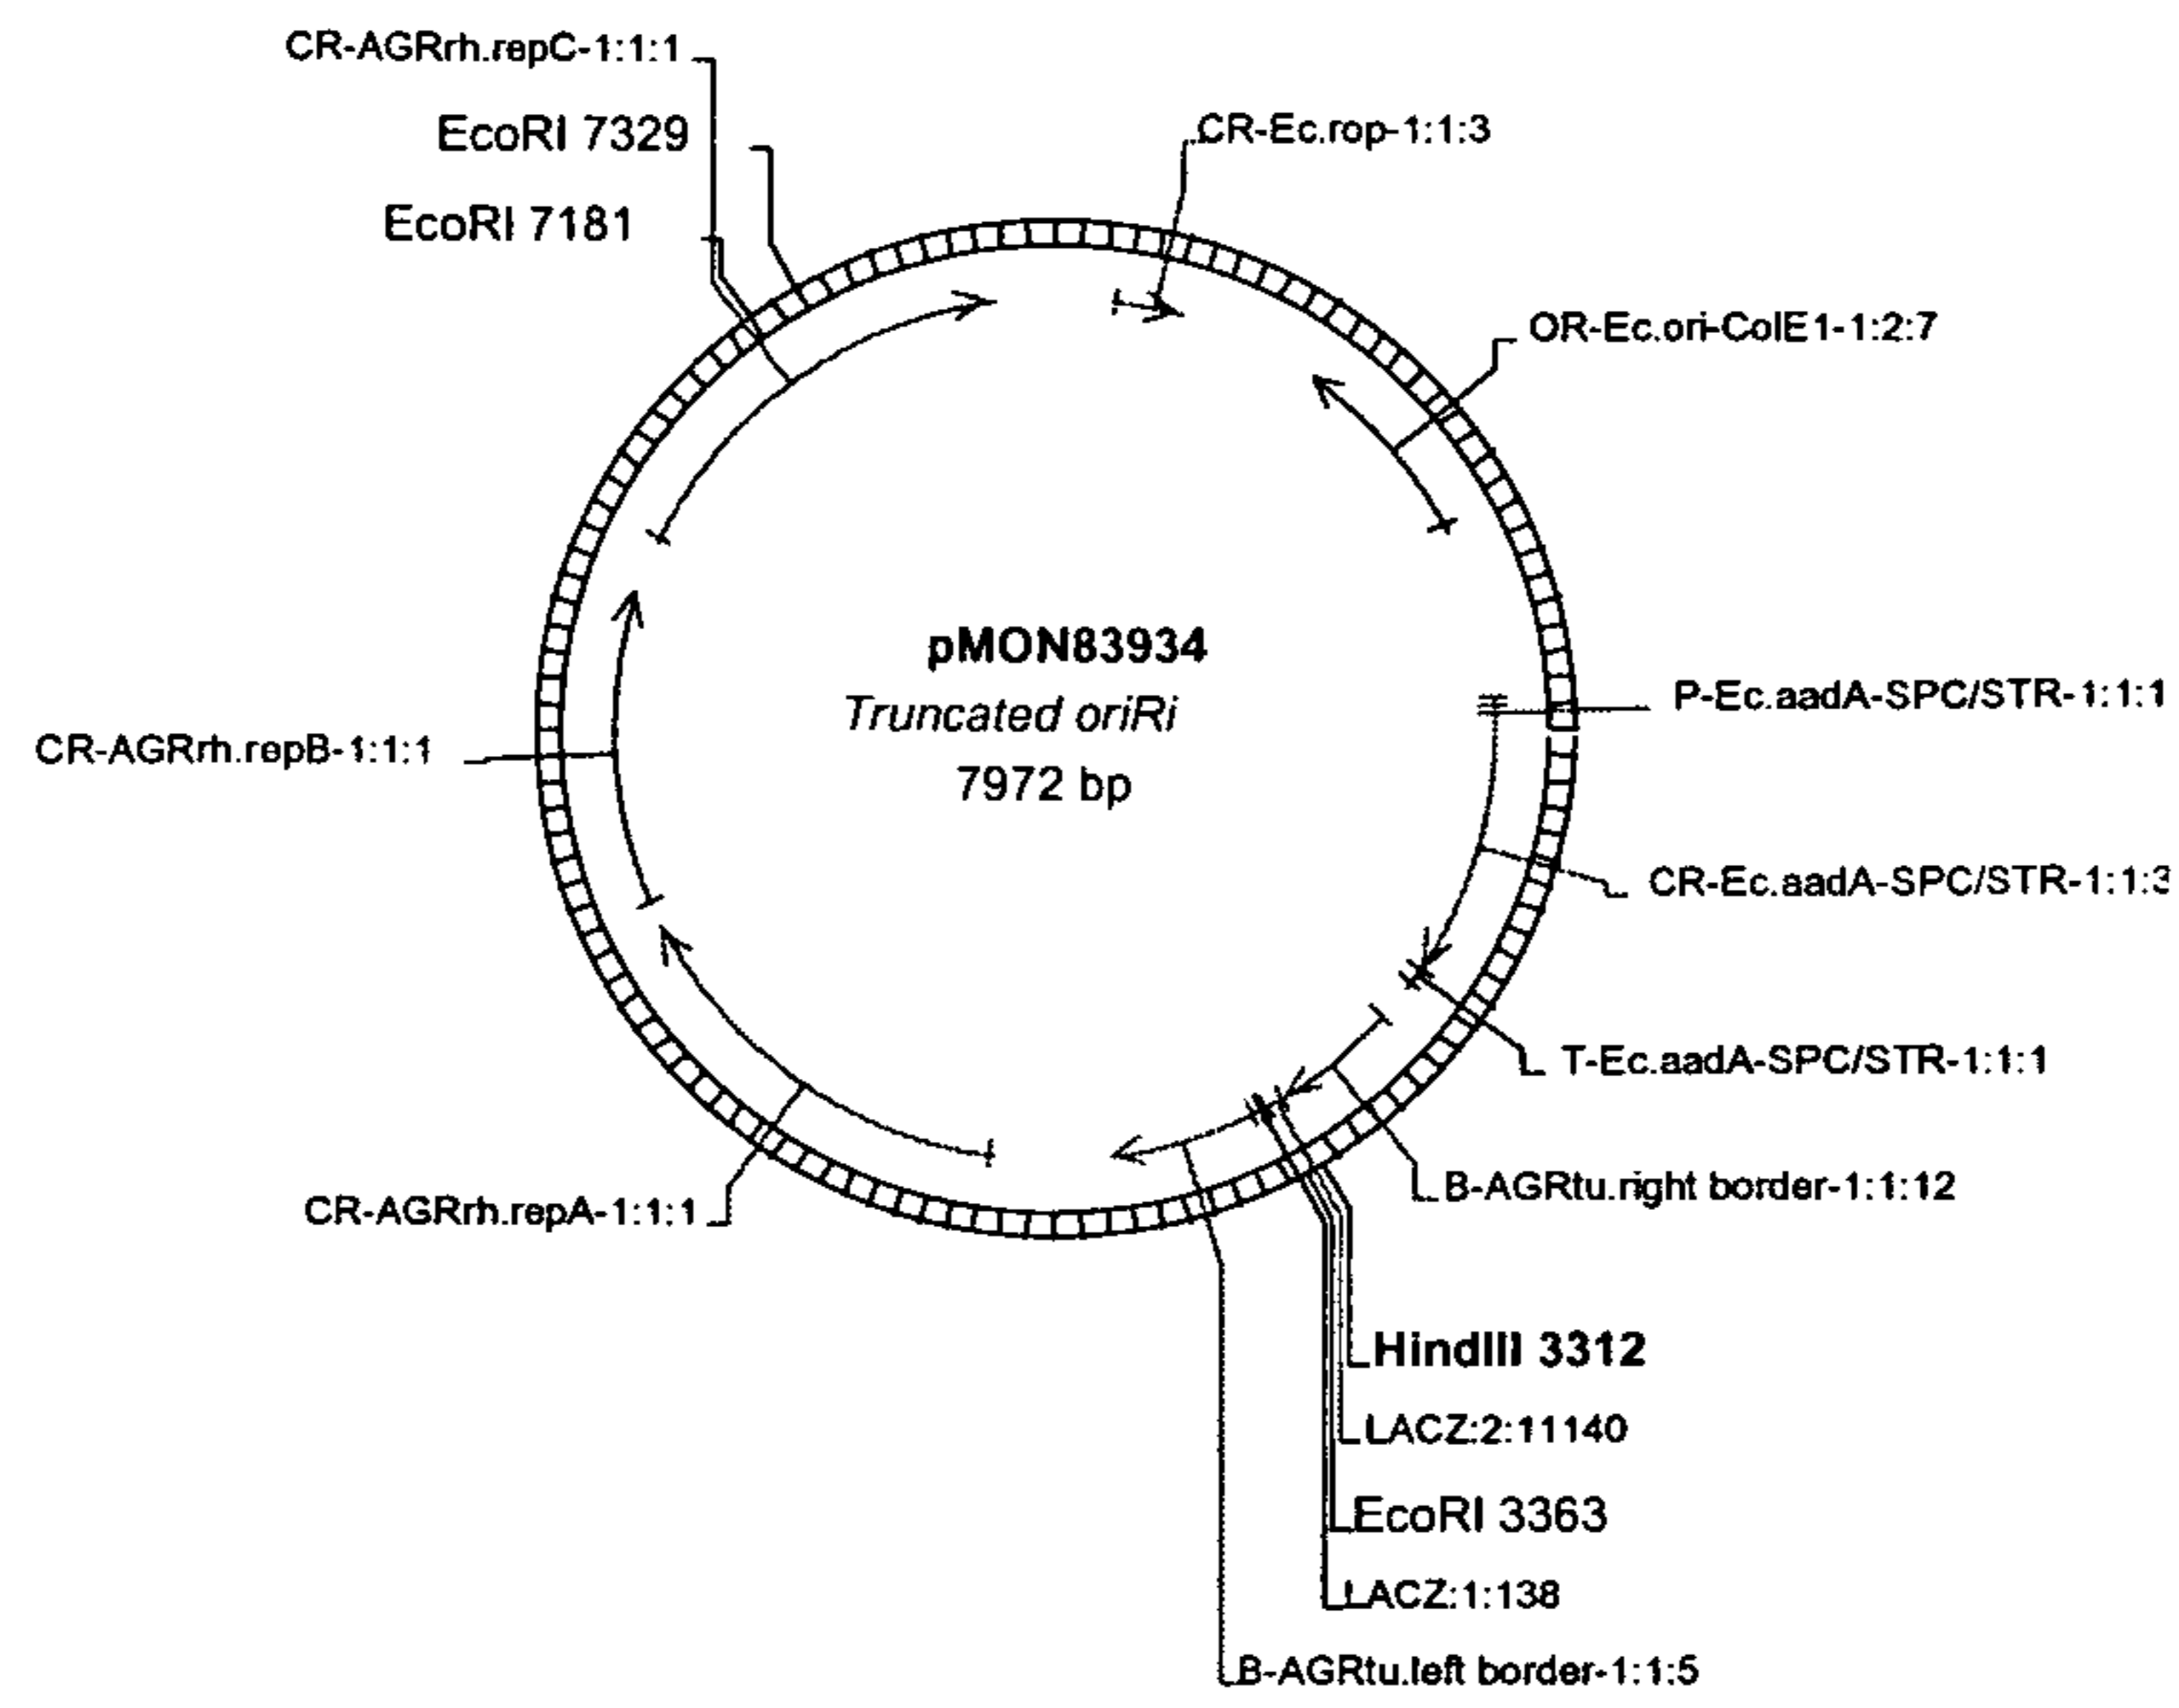 CR-AGRrh.repC-1:1:1
EcoRI 7329
EcoRI 7181
CR-Ec.rop-1:1:3
OR-Ec.ori-ColE1-1:2:7
pMON83934
Truncated oriRi
7972 bp
P-Ec.aadA-SPC/STR-1:1:1
CR-AGRrh.repB-1:1:1
CR-Ec.aadA-SPC/STR-1:1:3
T-Ec.aadA-SPC/STR-1:1:1
B-AGRtu.right border-1:1:12
CR-AGRrh.repA-1:1:1
HindIII 3312
LACZ:2:11140
EcoRI 3363
LACZ:1:138
B-AGRtu.left border-1:1:5